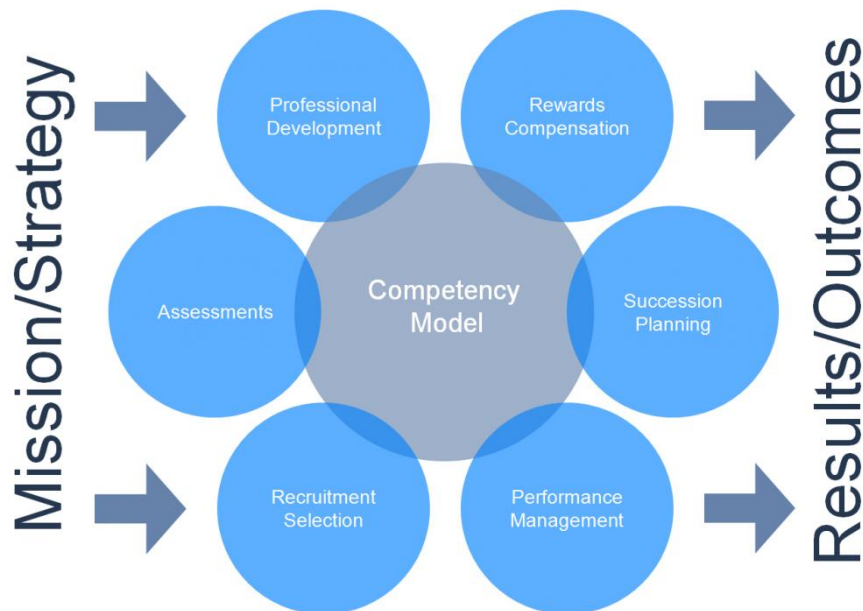 Mission/Strategy
Professional
Development
Rewards
Compensation
Assessments
Competency
Model
Succession
Planning
Recruitment
Selection
Performance
Management
Results/Outcomes